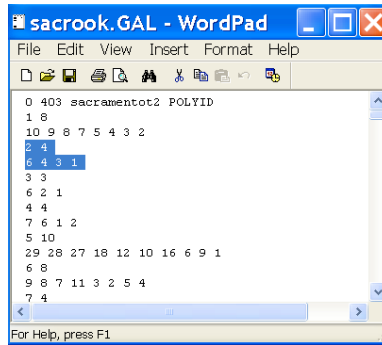 sacrook.GAL - WordPad
File Edit View Insert Format Help
0 403 sacramentot2 POLYID
1 8
10 9 8 7 5 4 3 2
2 4
6 4 3 1
3 3
6 2 1
4 4
7 6 1 2
5 10
29 28 27 18 12 10 16 6 9 1
6 8
9 8 7 11 3 2 5 4
7 4
For Help, press F1